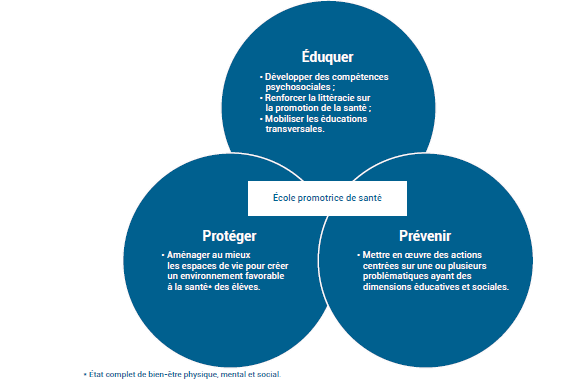 Éduquer
• Développer des compétences
psychosociales ;
• Renforcer la littéracie sur
la promotion de la santé ;
• Mobiliser les éducations
transversales.
École promotrice de santé
Protéger
• Aménager au mieux
les espaces de vie pour créer
un environnement favorable
à la santé* des élèves.
Prévenir
• Mettre en œuvre des actions
centrées sur une ou plusieurs
problématiques ayant des
dimensions éducatives et sociales.
* État complet de bien-être physique, mental et social.